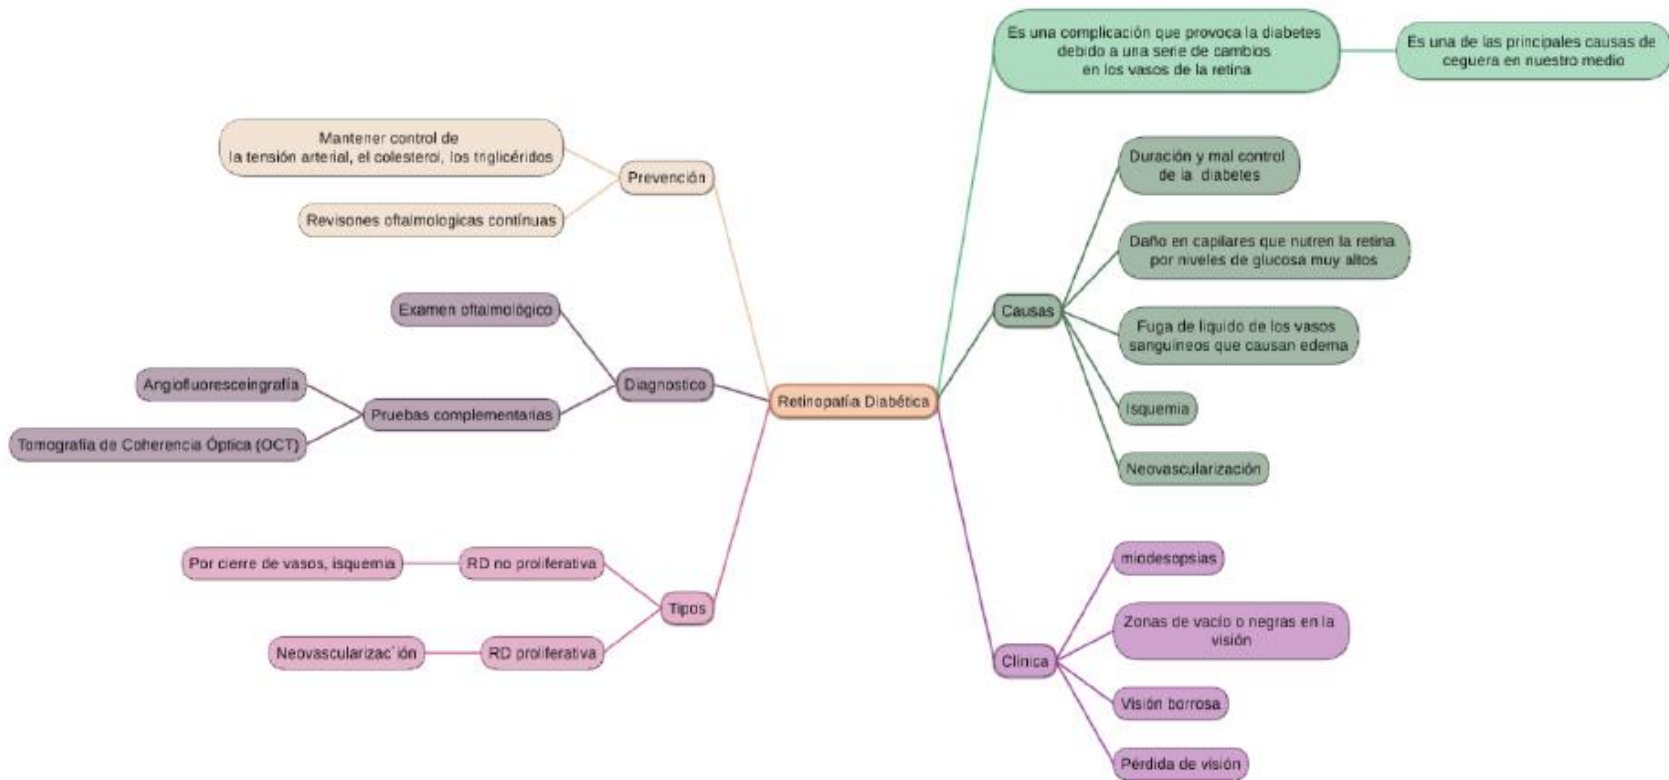 Retinopatía Diabética
Es una complicación que provoca la diabetes
debido a una serie de cambios
en los vasos de la retina
Es una de las principales causas de
ceguera en nuestro medio
Causas
Duración y mal control
de la diabetes
Daño en capilares que nutren la retina
por niveles de glucosa muy altos
Fuga de líquido de los vasos
sanguíneos que causan edema
Isquemia
Neovascularización
Clínica
miodesopsias
Zonas de vacío o negras en la
visión
Visión borrosa
Pérdida de visión
Prevención
Mantener control de
la tensión arterial, el colesterol, los triglicéridos
Revisones oftalmologicas contínuas
Diagnostico
Examen oftalmológico
Pruebas complementarias
Angiofluoresceingrafía
Tomografía de Coherencia Óptica (OCT)
Tipos
RD no proliferativa
Por cierre de vasos, isquemia
RD proliferativa
Neovascularizac´ión